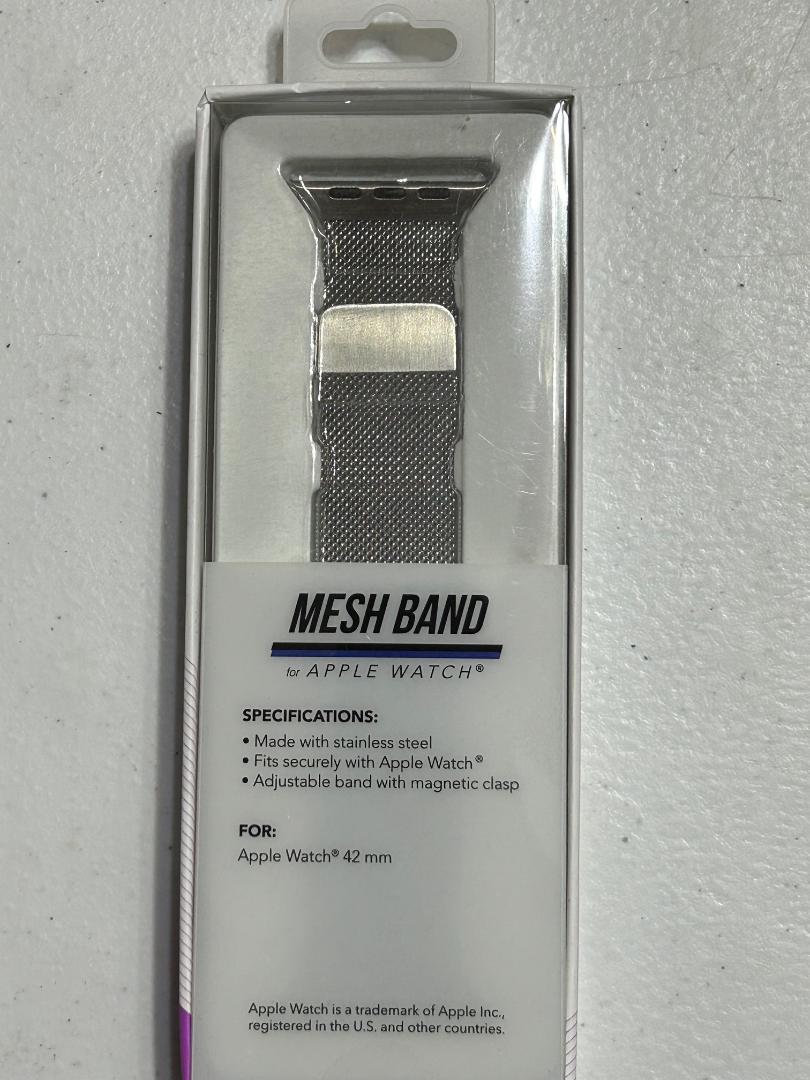 MESH BAND
for APPLE WATCH®
SPECIFICATIONS:
• Made with stainless steel
• Fits securely with Apple Watch®
• Adjustable band with magnetic clasp
FOR:
Apple Watch® 42 mm
Apple Watch is a trademark of Apple Inc.,
registered in the U.S. and other countries.